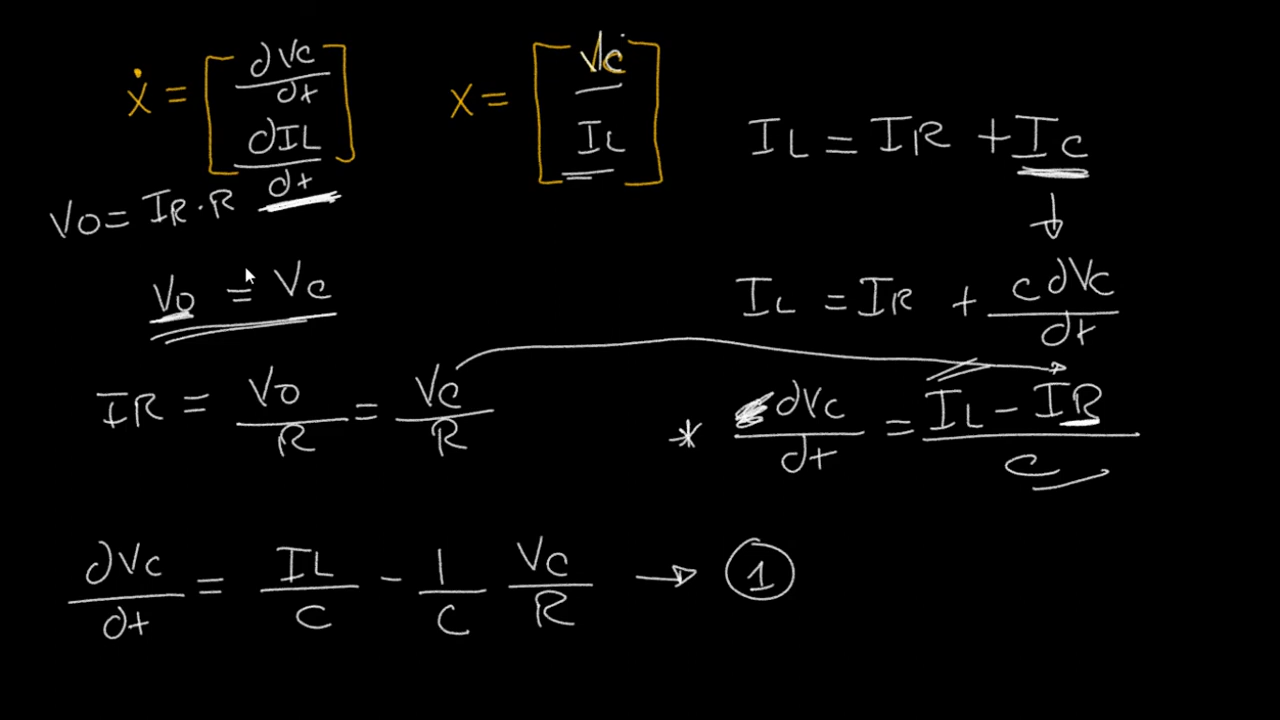 ẋ = [ dVc/dt
dIL/dt ]
x = [ Vc
IL ]
IL = IR + Ic
Vo = IR . R
Vo = Vc
IL = IR + c dVc/dt
IR = Vo/R = Vc/R
* dVc/dt = IL - IR/c
dVc/dt = IL/c - 1/c Vc/R → 1